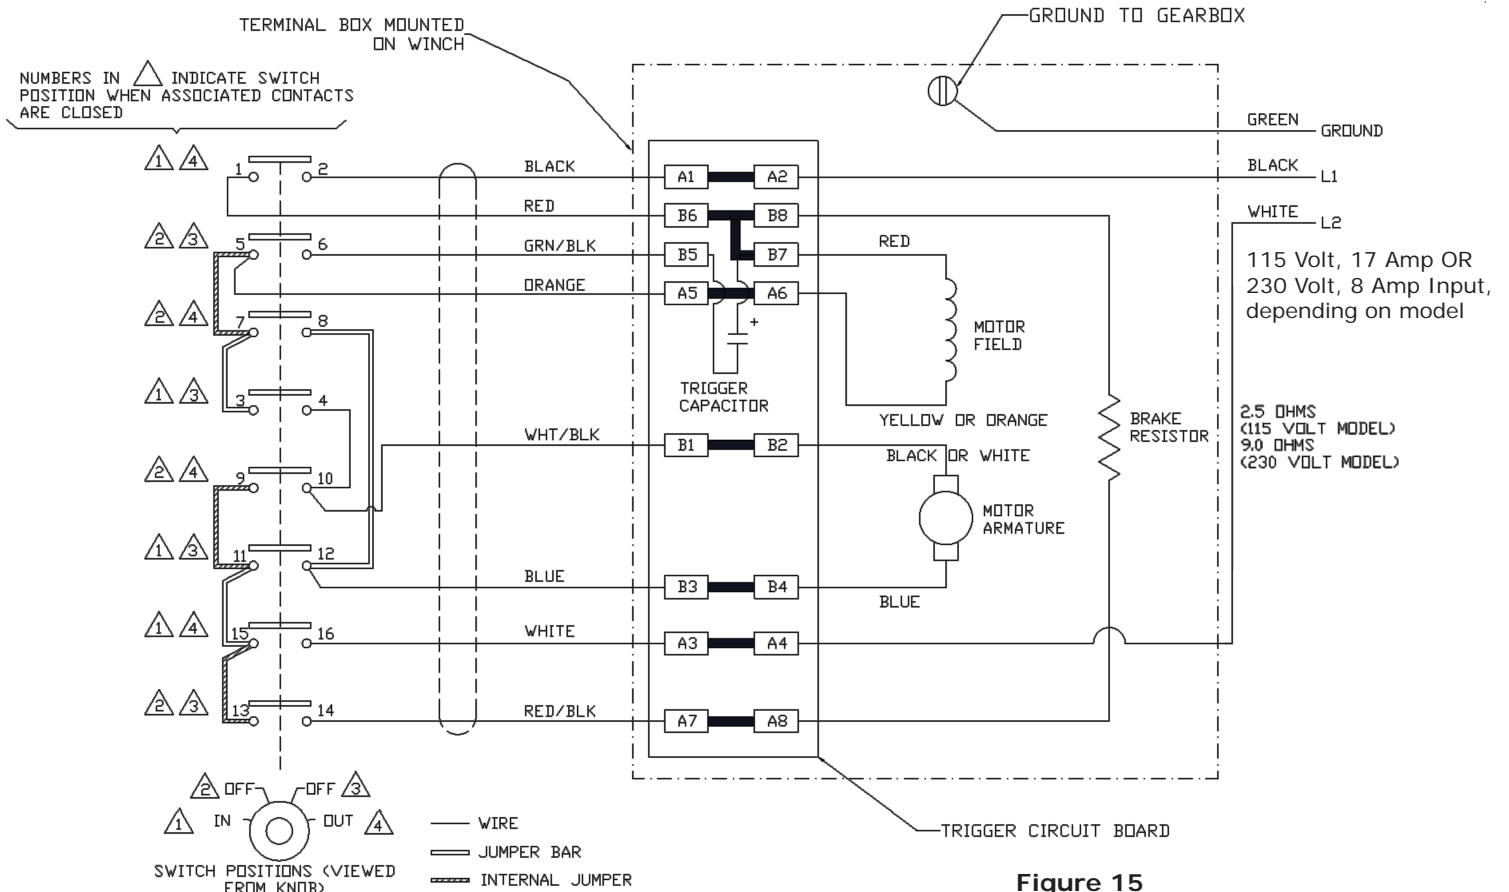 TERMINAL BOX MOUNTED
ON WINCH
GROUND TO GEARBOX
NUMBERS IN △ INDICATE SWITCH
POSITION WHEN ASSOCIATED CONTACTS
ARE CLOSED
GREEN
GROUND
1 4
1 2
BLACK
A1 A2
BLACK
L1
RED
B6 B8
WHITE
L2
2 3
5 6
GRN/BLK
B5 B7
RED
ORANGE
A5 A6
115 Volt, 17 Amp OR
230 Volt, 8 Amp Input,
depending on model
2 4
7 8
+
MOTOR
FIELD
TRIGGER
CAPACITOR
1 3
3 4
YELLOW OR ORANGE
BRAKE
RESISTOR
2.5 OHMS
(115 VOLT MODEL)
9.0 OHMS
(230 VOLT MODEL)
WHT/BLK
B1 B2
BLACK OR WHITE
2 4
9 10
MOTOR
ARMATURE
1 3
11 12
BLUE
B3 B4
BLUE
1 4
15 16
WHITE
A3 A4
2 3
13 14
RED/BLK
A7 A8
2 OFF OFF 3
1 IN OUT 4
SWITCH POSITIONS (VIEWED
FROM KNOB)
WIRE
JUMPER BAR
INTERNAL JUMPER
TRIGGER CIRCUIT BOARD
Figure 15